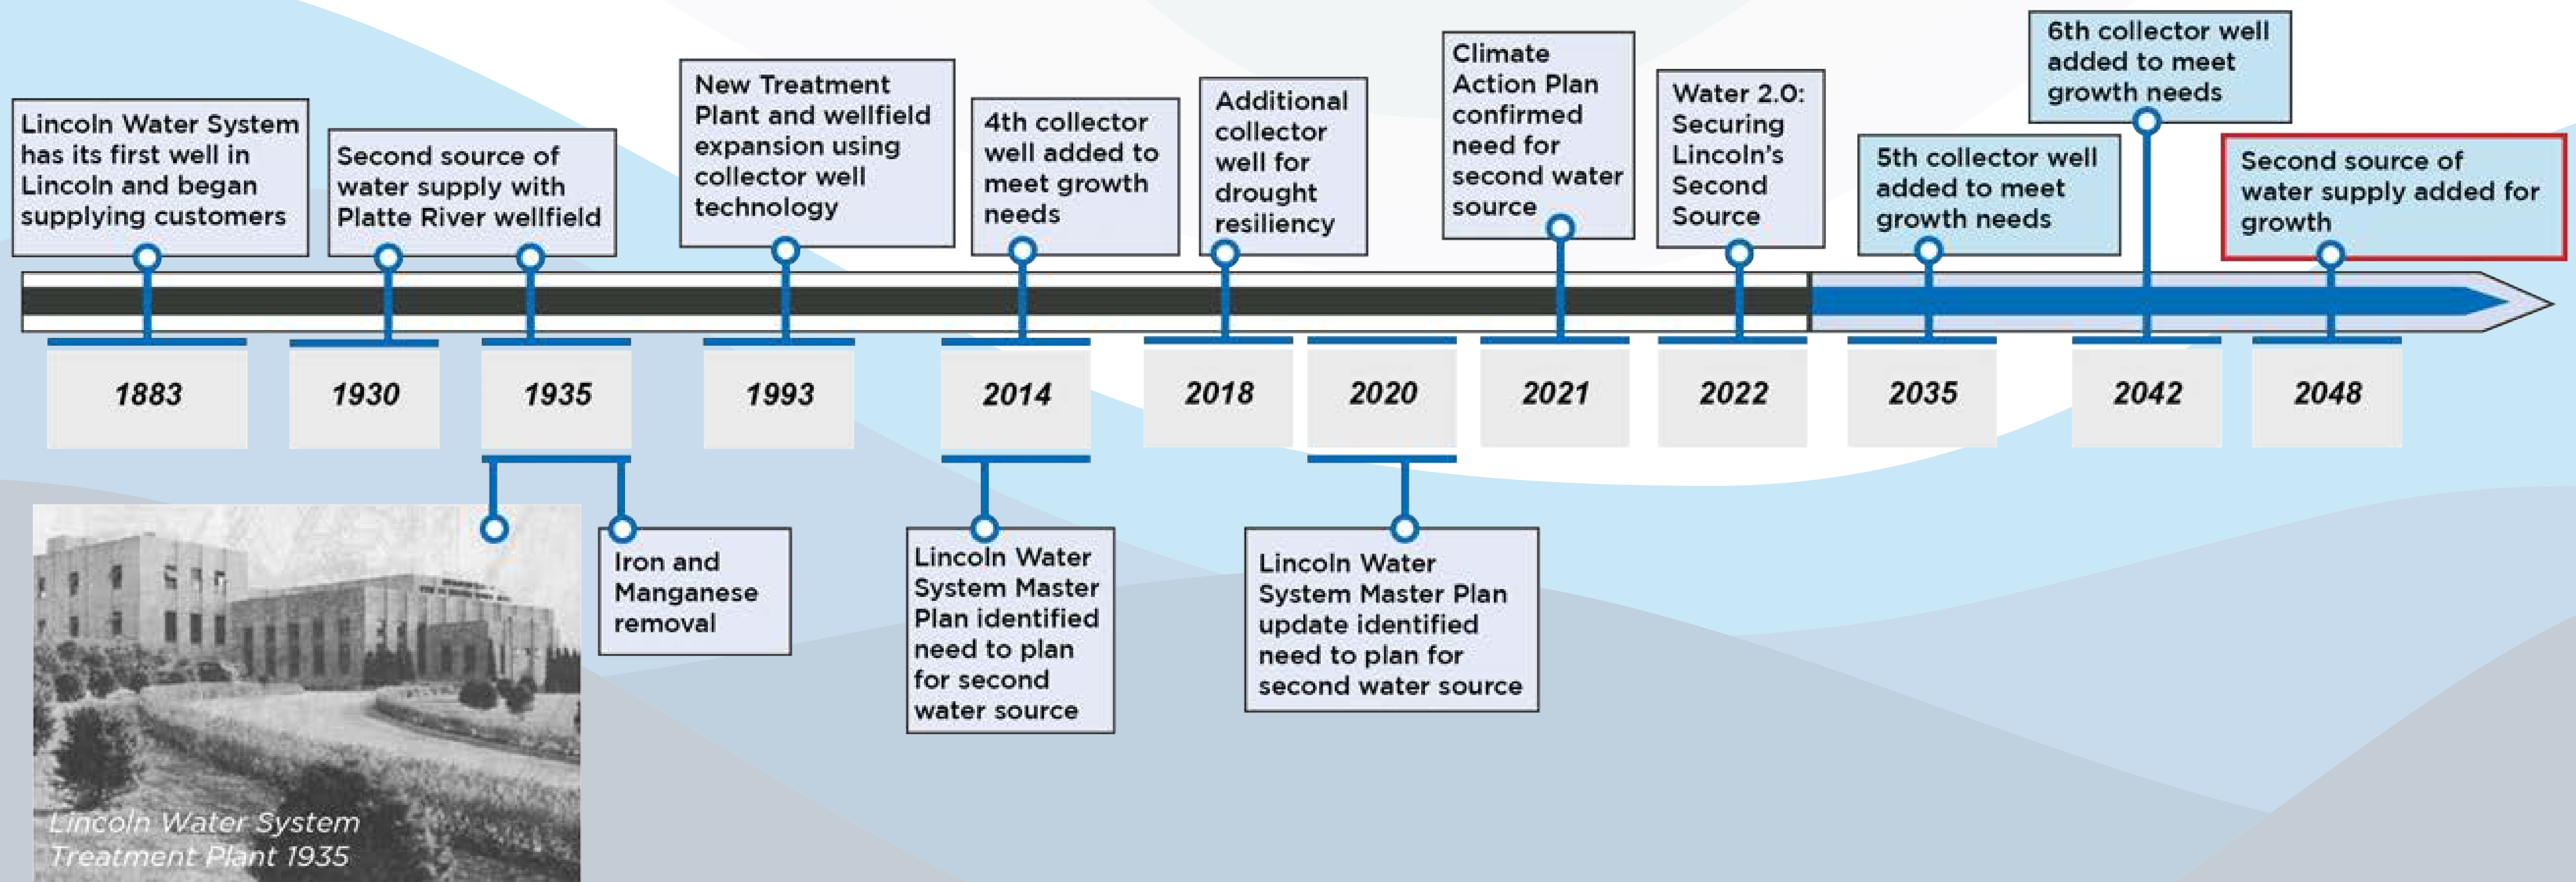 Lincoln Water System
has its first well in
Lincoln and began
supplying customers
Second source of
water supply with
Platte River wellfield
New Treatment
Plant and wellfield
expansion using
collector well
technology
4th collector
well added to
meet growth
needs
Additional
collector
well for
drought
resiliency
Climate
Action Plan
confirmed
need for
second water
source
Water 2.0:
Securing
Lincoln's
Second
Source
5th collector well
added to meet
growth needs
6th collector well
added to meet
growth needs
Second source of
water supply added for
growth
1883
1930
1935
1993
2014
2018
2020
2021
2022
2035
2042
2048
Iron and
Manganese
removal
Lincoln Water
System Master
Plan identified
need to plan
for second
water source
Lincoln Water
System Master Plan
update identified
need to plan for
second water source
Lincoln Water System
Treatment Plant 1935